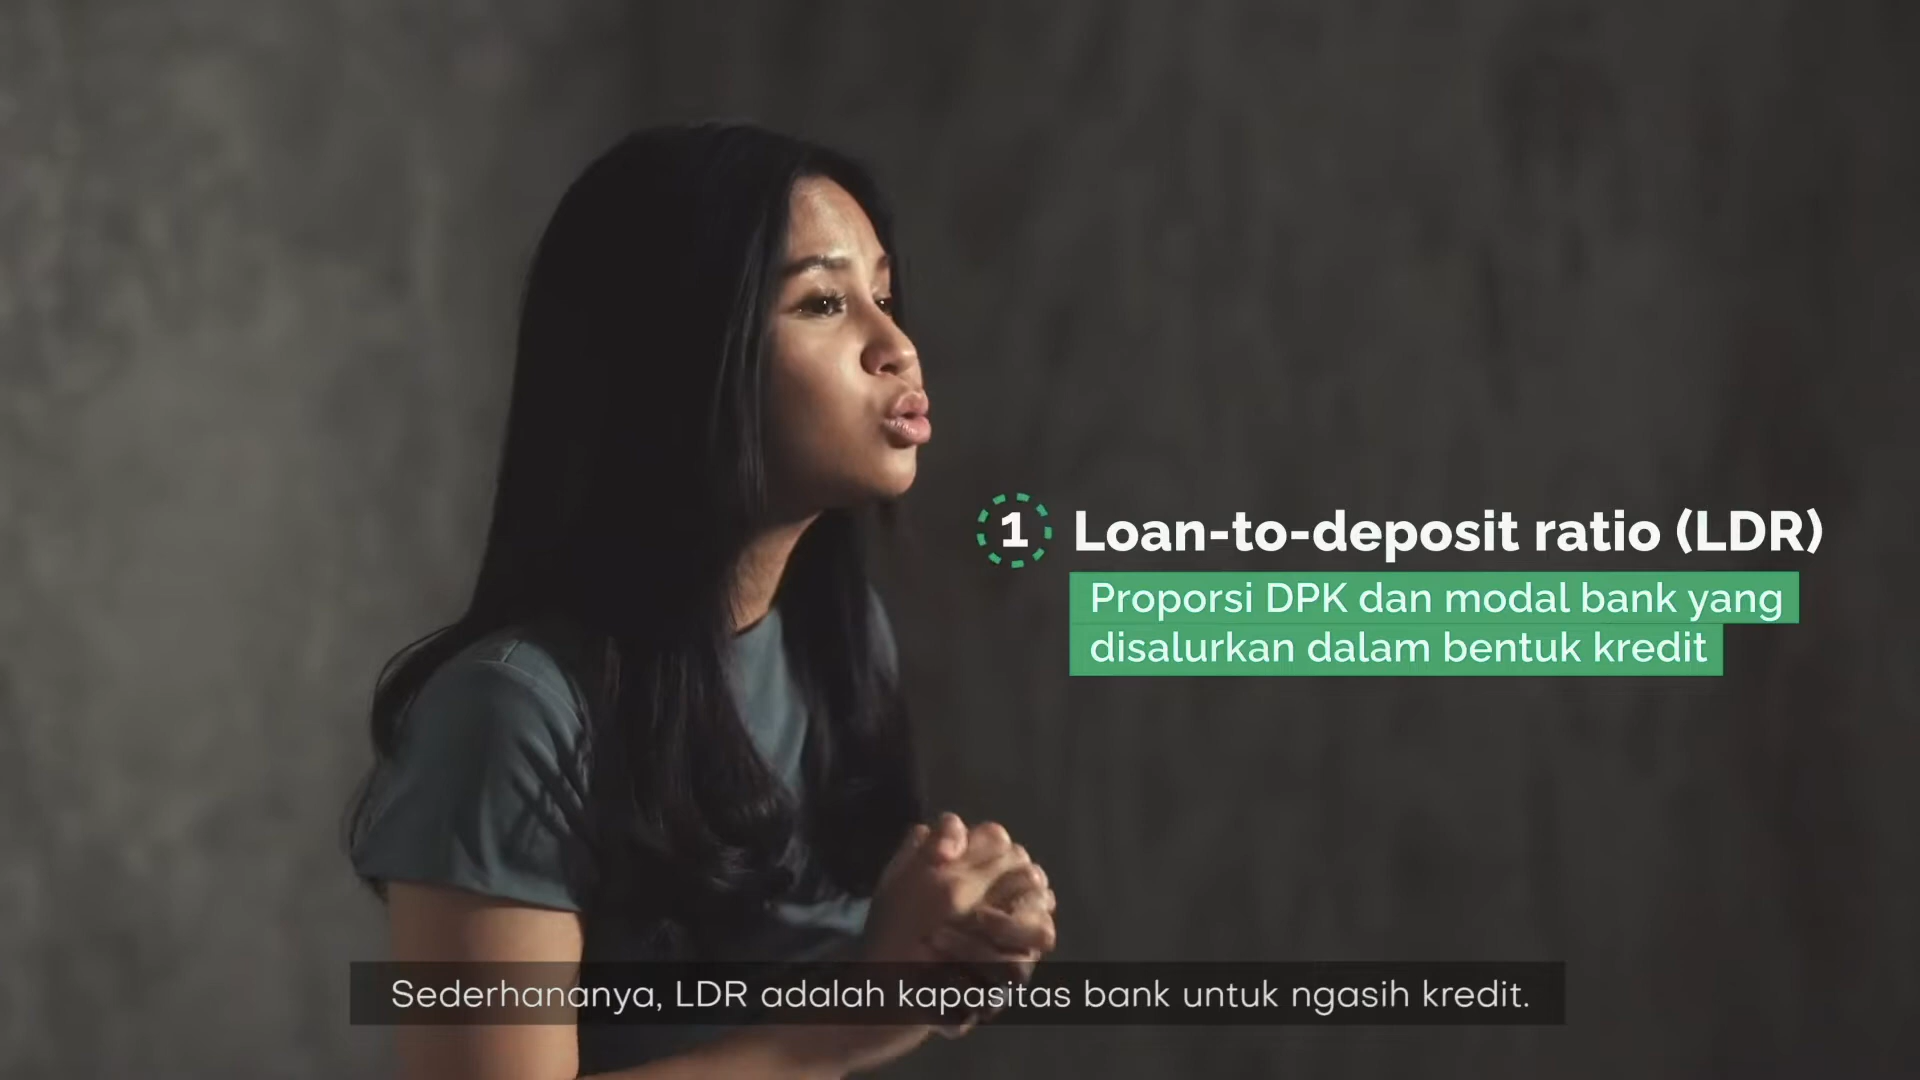 1 Loan-to-deposit ratio (LDR)
Proporsi DPK dan modal bank yang
disalurkan dalam bentuk kredit
Sederhananya, LDR adalah kapasitas bank untuk ngasih kredit.